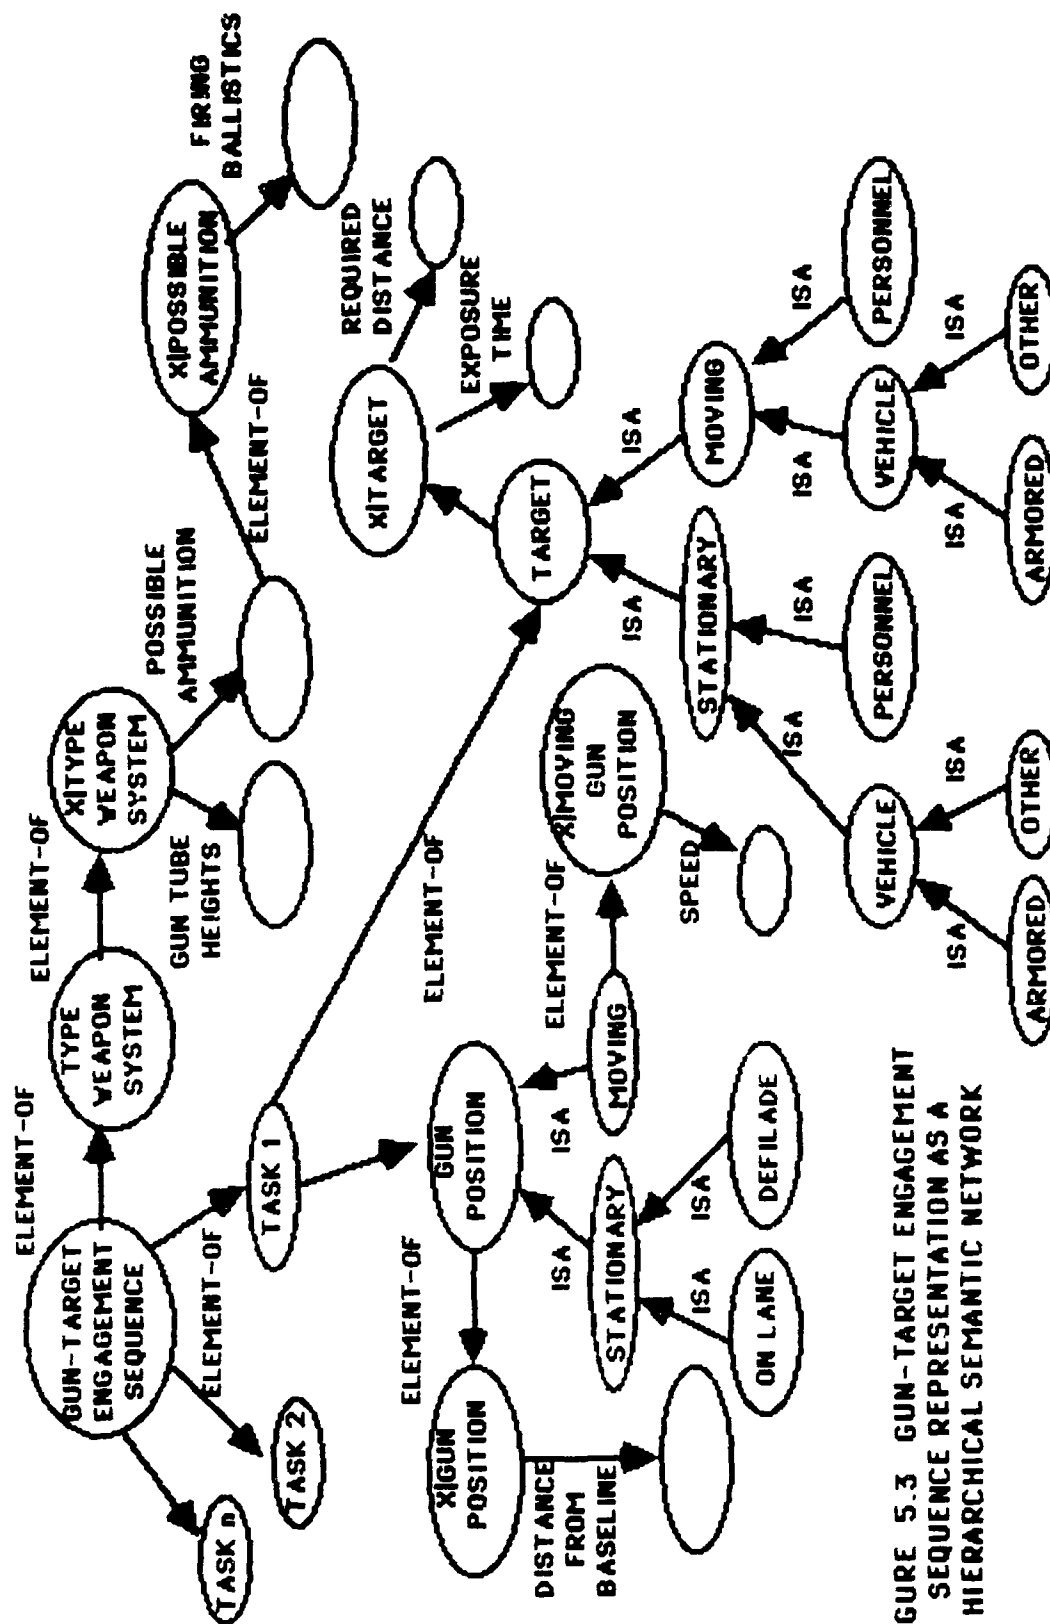 ELEMENT-OF
GUN-TARGET
ENGAGEMENT
SEQUENCE
TYPE
WEAPON
SYSTEM
ELEMENT-OF
X|TYPE
WEAPON
SYSTEM
GUN TUBE
HEIGHTS
POSSIBLE
AMMUNITION
ELEMENT-OF
X|POSSIBLE
AMMUNITION
FIRING
BALLISTICS
TASK n
TASK 2
ELEMENT-OF
TASK 1
ELEMENT-OF
X|TARGET
REQUIRED
DISTANCE
EXPOSURE
TIME
ELEMENT-OF
X|GUN
POSITION
GUN
POSITION
DISTANCE
FROM
BASELINE
ISA
ISA
STATIONARY
MOVING
ELEMENT-OF
X|MOVING
GUN
POSITION
SPEED
ISA
ISA
ON LANE
DEFILADE
TARGET
ISA
ISA
STATIONARY
MOVING
ISA
ISA
ISA
ISA
VEHICLE
PERSONNEL
VEHICLE
PERSONNEL
ISA
ISA
ISA
ISA
ARMORED
OTHER
ARMORED
OTHER
GURE 5.3 GUN-TARGET ENGAGEMENT
SEQUENCE REPRESENTATION AS A
HIERARCHICAL SEMANTIC NETWORK